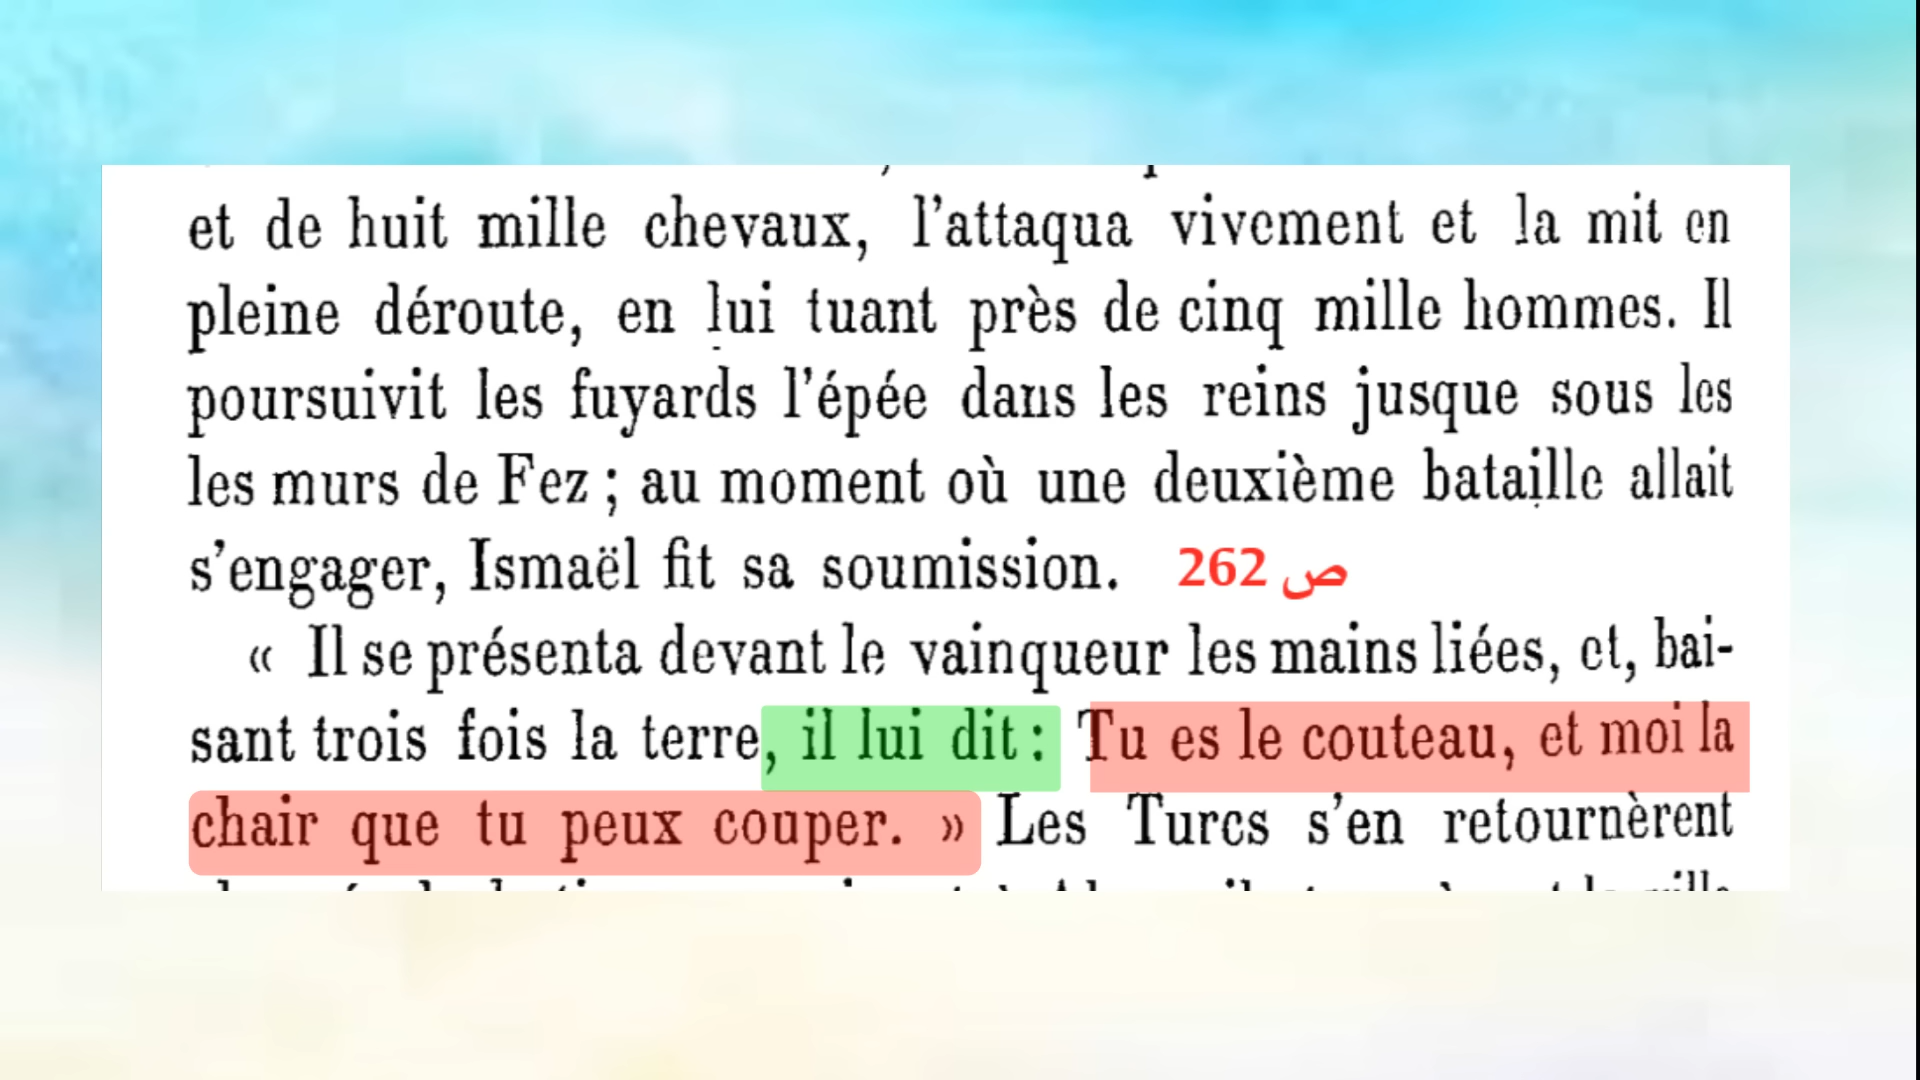 et de huit mille chevaux, l'attaqua vivement et la mit en
pleine déroute, en lui tuant près de cinq mille hommes. Il
poursuivit les fuyards l'épée dans les reins jusque sous les
les murs de Fez ; au moment où une deuxième bataille allait
s'engager, Ismaël fit sa soumission. ص 262
« Il se présenta devant le vainqueur les mains liées, et, bai-
sant trois fois la terre, il lui dit : Tu es le couteau, et moi la
chair que tu peux couper. » Les Turcs s'en retournèrent